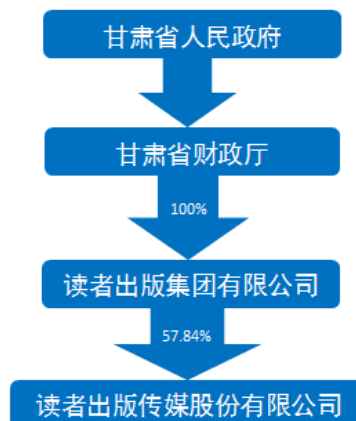 甘肃省人民政府
甘肃省财政厅
100%
读者出版集团有限公司
57.84%
读者出版传媒股份有限公司